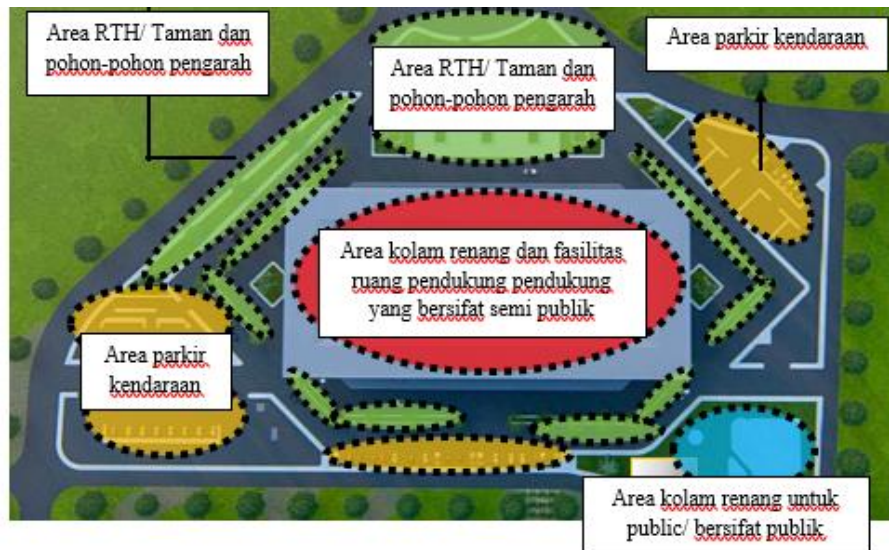 Area RTH/ Taman dan
pohon-pohon pengarah
Area RTH/ Taman dan
pohon-pohon pengarah
Area parkir kendaraan
Area kolam renang dan fasilitas
ruang pendukung pendukung
yang bersifat semi publik
Area parkir
kendaraan
Area kolam renang untuk
public/ bersifat publik